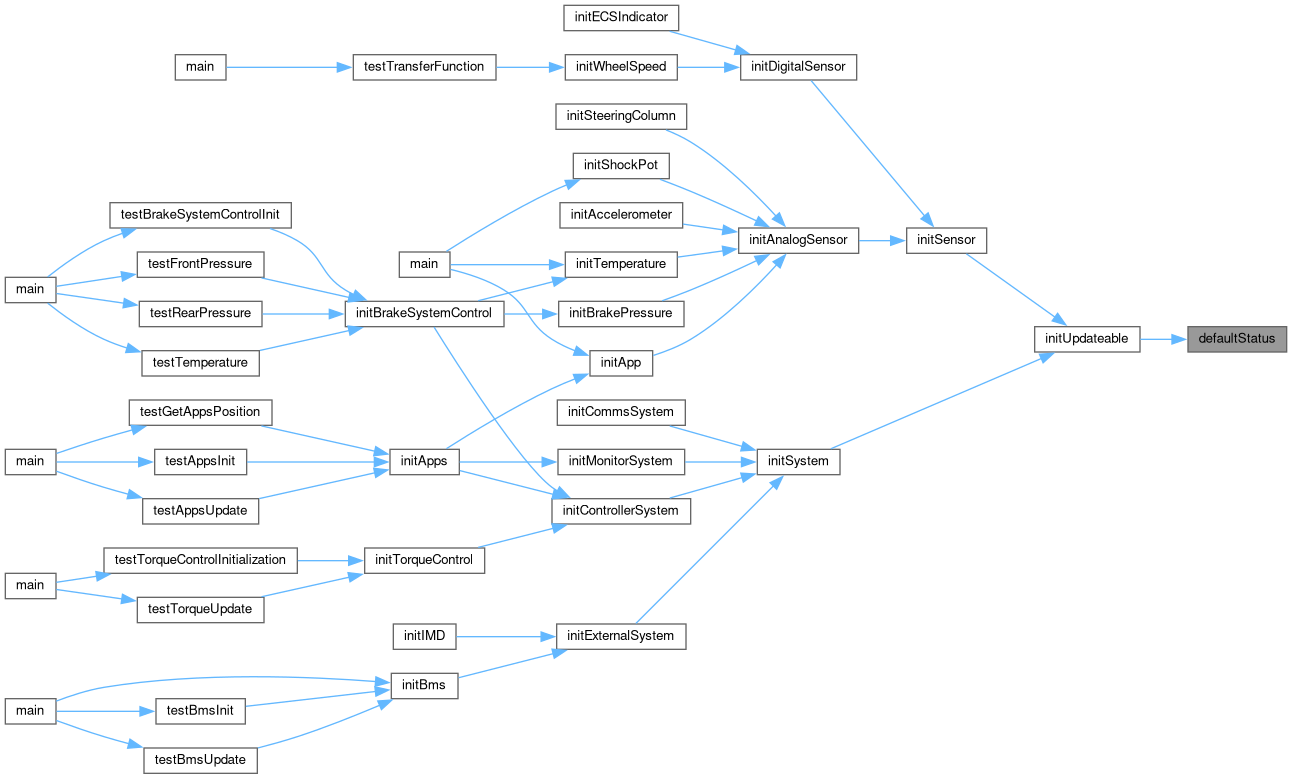 initECSIndicator
main
testTransferFunction
initWheelSpeed
initDigitalSensor
initSteeringColumn
initShockPot
testBrakeSystemControlInit
initAccelerometer
initAnalogSensor
initSensor
testFrontPressure
main
initTemperature
main
testRearPressure
initBrakeSystemControl
initBrakePressure
initUpdateable
defaultStatus
testTemperature
initApp
testGetAppsPosition
initCommsSystem
main
testAppsInit
initApps
initMonitorSystem
initSystem
testAppsUpdate
initControllerSystem
testTorqueControlInitialization
initTorqueControl
main
testTorqueUpdate
initIMD
initExternalSystem
initBms
main
testBmsInit
testBmsUpdate